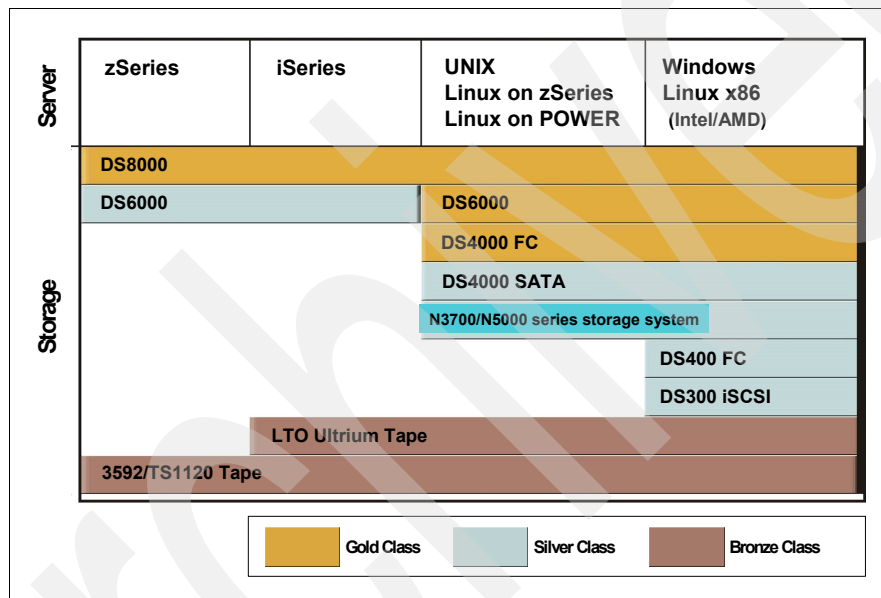 Server
zSeries
iSeries
UNIX
Linux on zSeries
Linux on POWER
Windows
Linux x86
(Intel/AMD)
Storage
DS8000
DS6000
DS6000
DS4000 FC
DS4000 SATA
N3700/N5000 series storage system
DS400 FC
DS300 iSCSI
LTO Ultrium Tape
3592/TS1120 Tape
Gold Class
Silver Class
Bronze Class